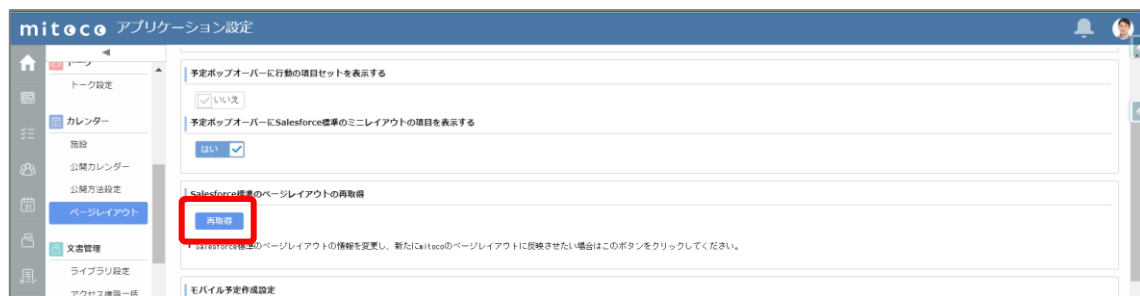 mitoco アプリケーション設定
トーク
トーク設定
カレンダー
施設
公開カレンダー
公開方法設定
ページレイアウト
文書管理
ライブラリ設定
アクセス権限一括
予定ポップオーバーに行動の項目セットを表示する
いいえ
予定ポップオーバーにSalesforce標準のミニレイアウトの項目を表示する
はい
Salesforce標準のページレイアウトの再取得
再取得
• Salesforce標準のページレイアウトの情報を変更し、新たにmitocoのページレイアウトに反映させたい場合はこのボタンをクリックしてください。
モバイル予定作成設定